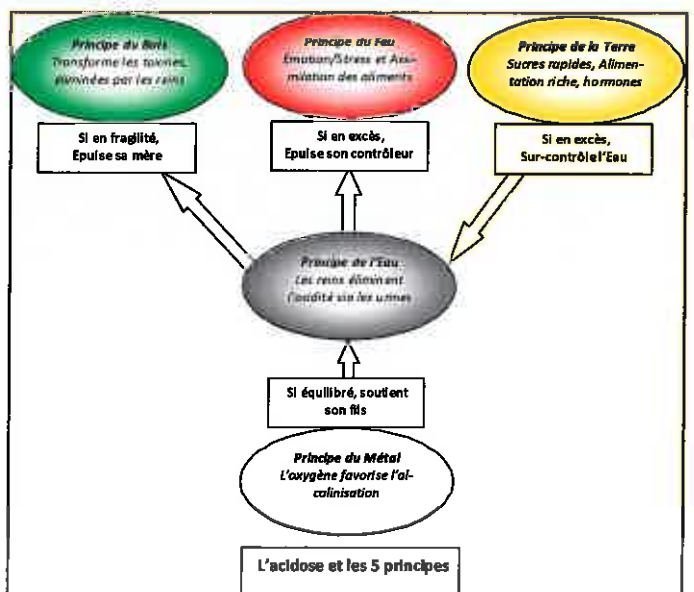 Principe du Bois
Transforme les toxines,
éliminées par les reins
Principe du Feu
Emotion/Stress et Assi-
milation des aliments
Principe de la Terre
Sucres rapides, Alimen-
tation riche, hormones
Si en fragilité,
Epuise sa mère
Si en excès,
Epuise son contrôleur
Si en excès,
Sur-contrôle l'Eau
Principe de l'Eau
Les reins éliminent
l'acidité via les urines
Si équilibré, soutient
son fils
Principe du Métal
L'oxygène favorise l'al-
calinisation
L'acidose et les 5 principes